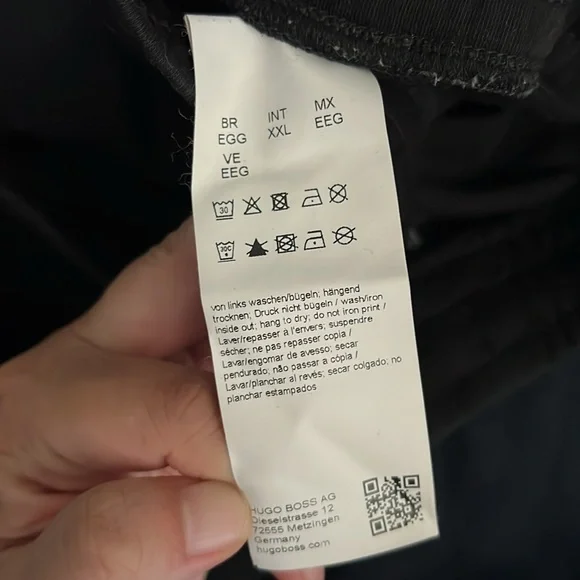 BR INT MX
EGG XXL EEG
VE
EEG
30
30C
von links waschen/bügeln; hängend
trocknen; Druck nicht bügeln / wash/iron
inside out; hang to dry; do not iron print /
Laver/repasser à l'envers; suspendre
sécher; ne pas repasser copia /
Lavar/engomar de avesso; secar
pendurado; não passar a cópia /
Lavar/planchar al revés; secar colgado; no
planchar estampados
HUGO BOSS AG
Dieselstrasse 12
72555 Metzingen
Germany
hugoboss.com